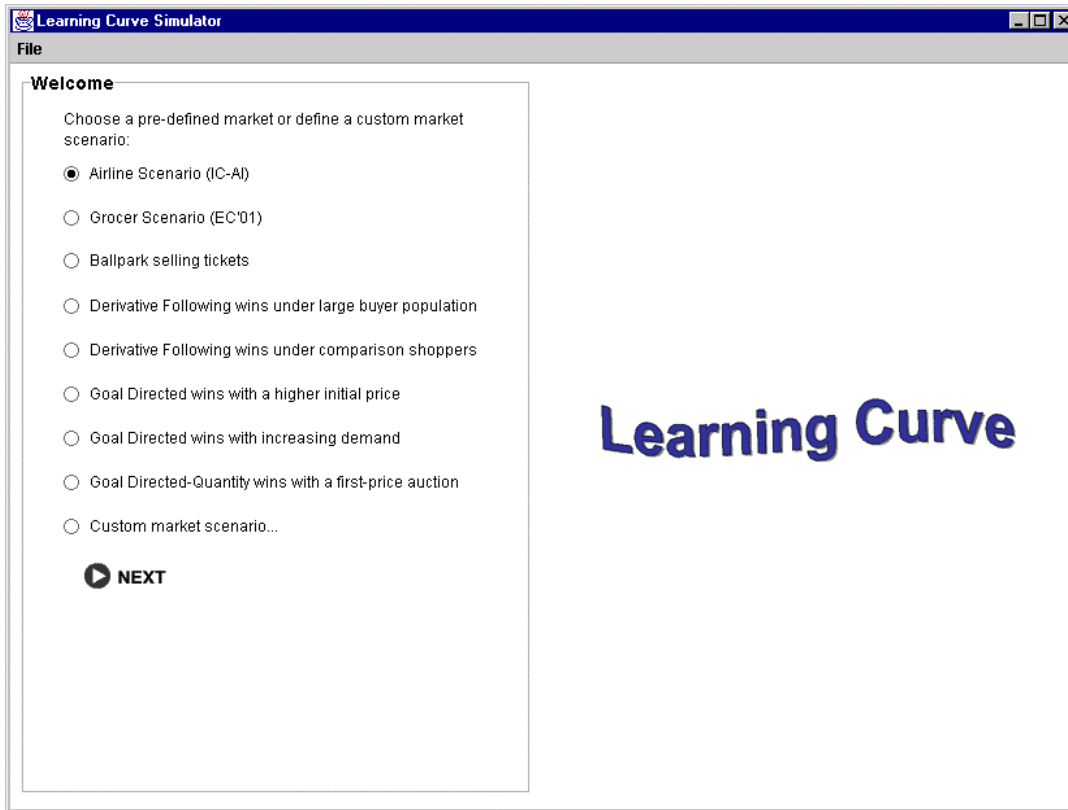 Learning Curve Simulator
File
Welcome
Choose a pre-defined market or define a custom market
scenario:
Airline Scenario (IC-AI)
Grocer Scenario (EC'01)
Ballpark selling tickets
Derivative Following wins under large buyer population
Derivative Following wins under comparison shoppers
Goal Directed wins with a higher initial price
Goal Directed wins with increasing demand
Goal Directed-Quantity wins with a first-price auction
Custom market scenario...
NEXT
Learning Curve